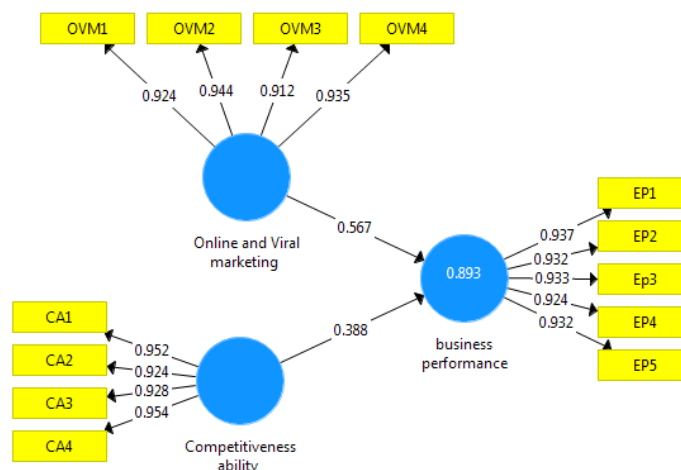 OVM1 OVM2 OVM3 OVM4
0.924 0.944 0.912 0.935
Online and Viral
marketing
0.567
CA1
CA2
CA3
CA4
0.952
0.924
0.928
0.954
Competitiveness
ability
0.388
0.893
business
performance
0.937
0.932
0.933
0.924
0.932
EP1
EP2
Ep3
EP4
EP5